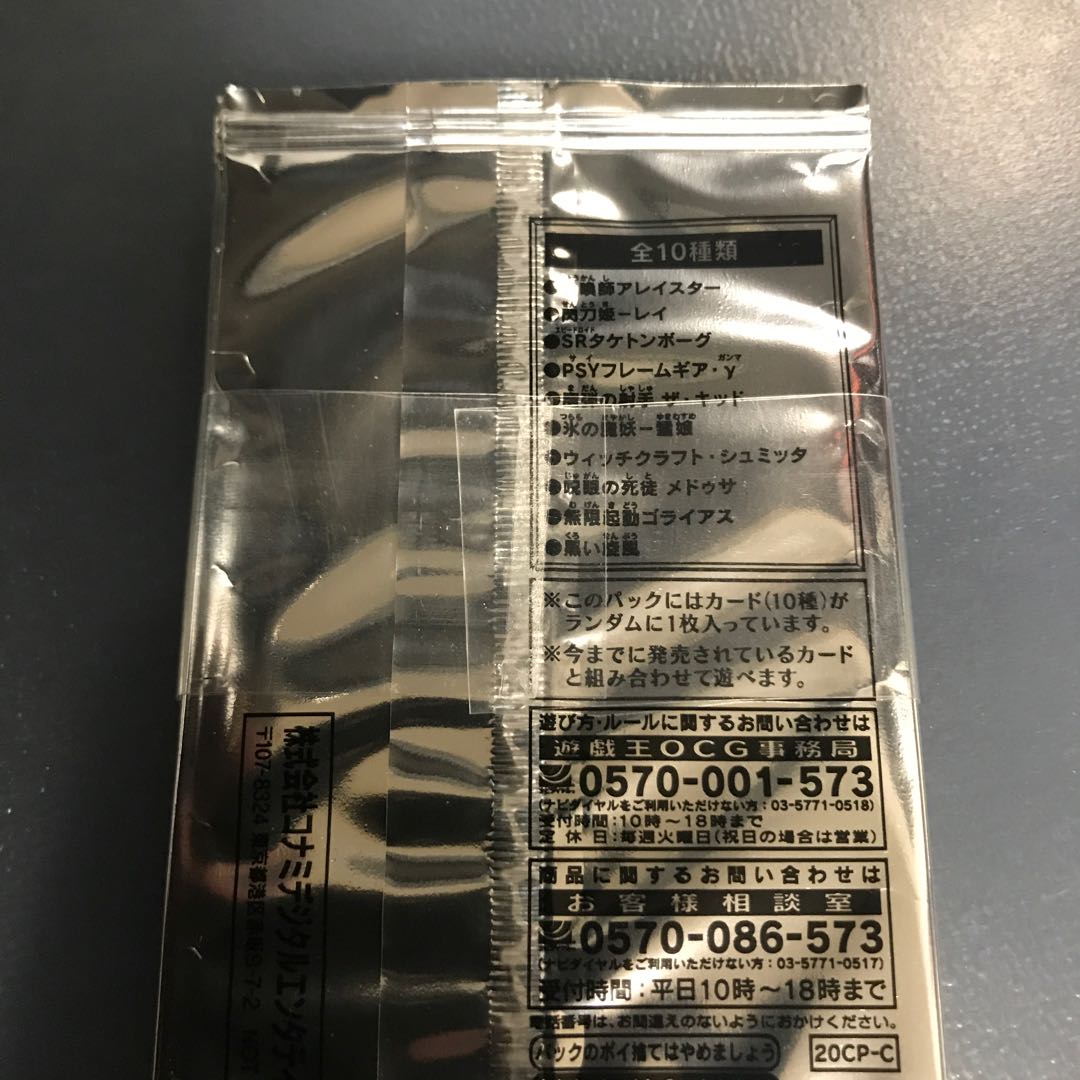 全10種類
●召喚師アレイスター
●閃刀姫-レイ
●SRタケトンボーグ
●PSYフレームギア・γ
の射手 ザ・キッド
●氷の魔妖-雪娘
●ウィッチクラフト・シュミッタ
●呪眼の死徒 メドゥサ
●無限起動ゴライアス
●黒い旋風
※このパックにはカード(10種)が
ランダムに1枚入っています。
※今までに発売されているカード
と組み合わせて遊べます。
遊び方・ルールに関するお問い合わせは
遊戯王OCG事務局
0570-001-573
(ナビダイヤルをご利用いただけない方:03-5771-0518)
受付時間:10時〜18時まで
定休日:毎週火曜日(祝日の場合は営業)
商品に関するお問い合わせは
お客様相談室
0570-086-573
(ナビダイヤルをご利用いただけない方:03-5771-0517)
受付時間:平日10時〜18時まで
電話番号は、お間違えのないようにおかけください。
パックのポイ捨てはやめましょう
20CP-C
株式会社コナミデジタルエンタテ
〒107-8324 東京都港区赤坂9-7-2